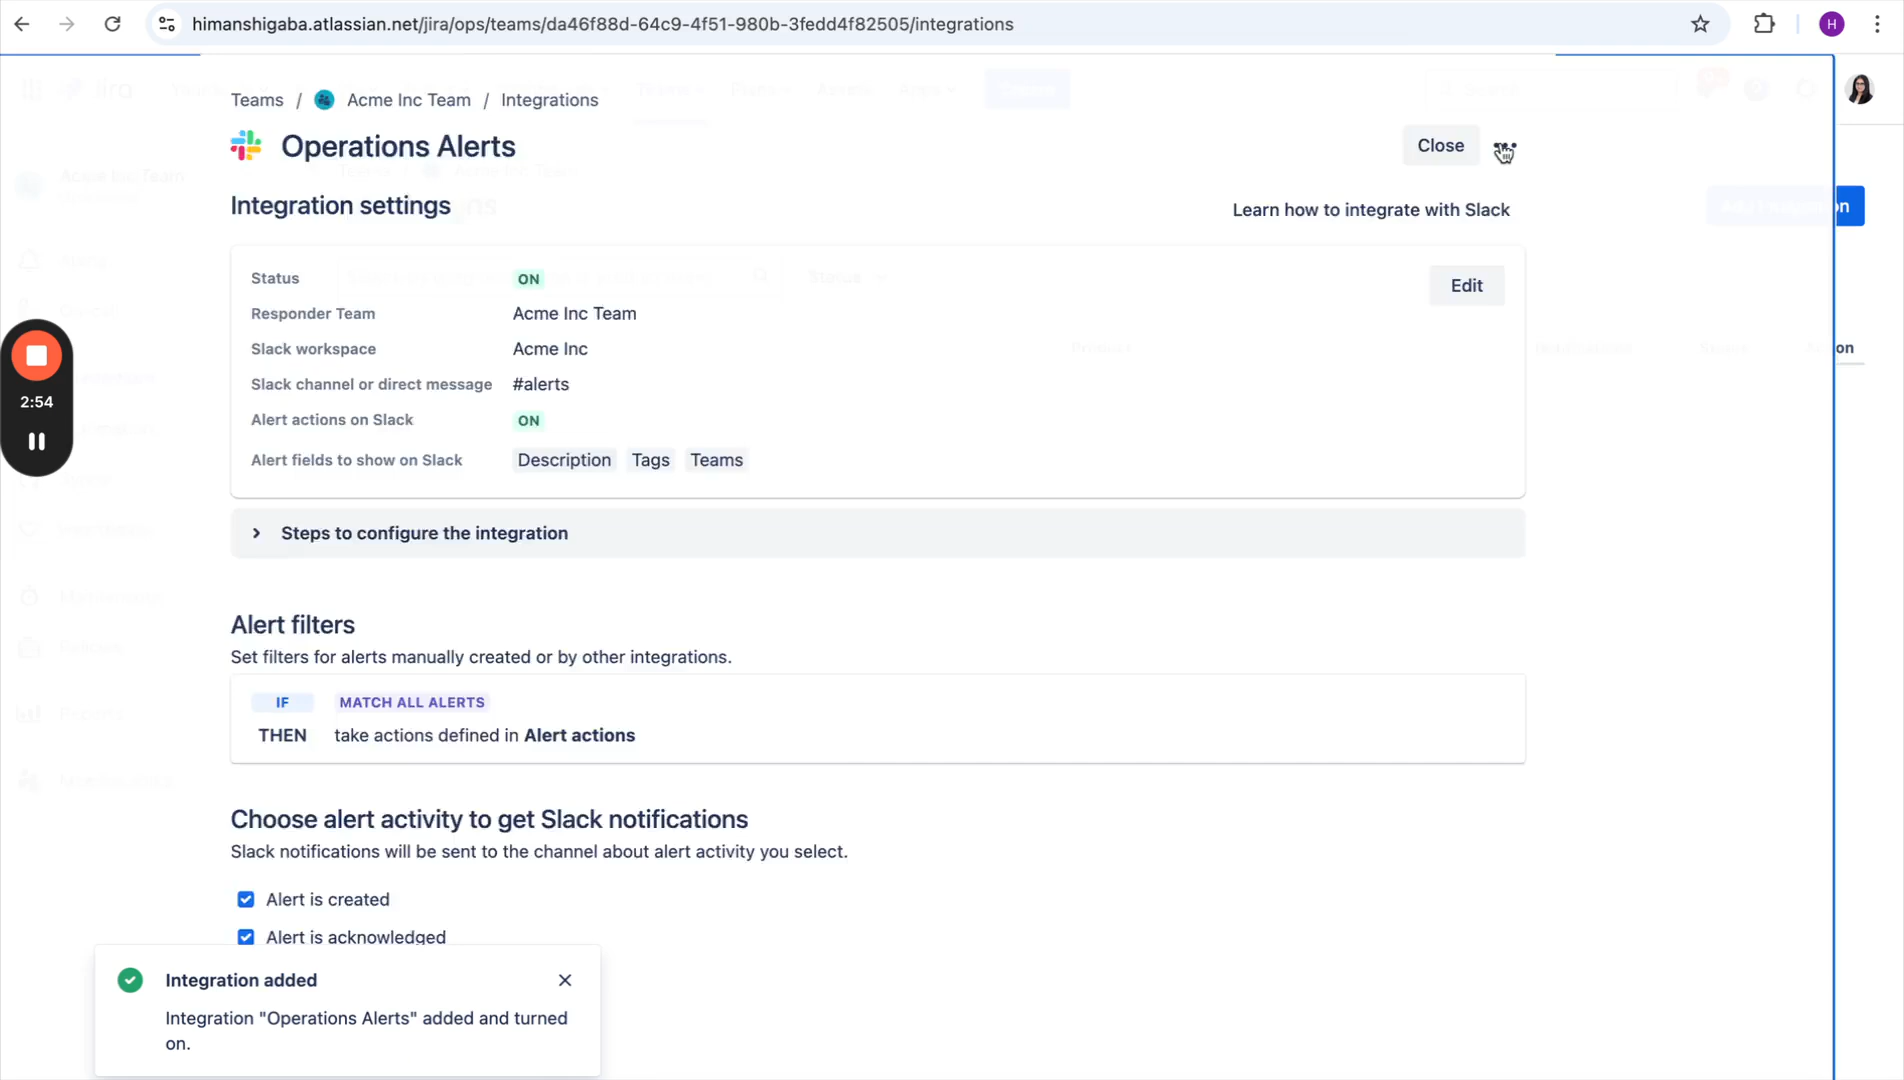 himanshigaba.atlassian.net/jira/ops/teams/da46f88d-64c9-4f51-980b-3fedd4f82505/integrations
H
Teams / Acme Inc Team / Integrations
Operations Alerts
Close
Integration settings
Learn how to integrate with Slack
Status ON
Edit
Responder Team Acme Inc Team
Slack workspace Acme Inc
Slack channel or direct message #alerts
Alert actions on Slack ON
Alert fields to show on Slack Description Tags Teams
2:54
Steps to configure the integration
Alert filters
Set filters for alerts manually created or by other integrations.
IF MATCH ALL ALERTS
THEN take actions defined in Alert actions
Choose alert activity to get Slack notifications
Slack notifications will be sent to the channel about alert activity you select.
Alert is created
Alert is acknowledged
Integration added
Integration "Operations Alerts" added and turned
on.